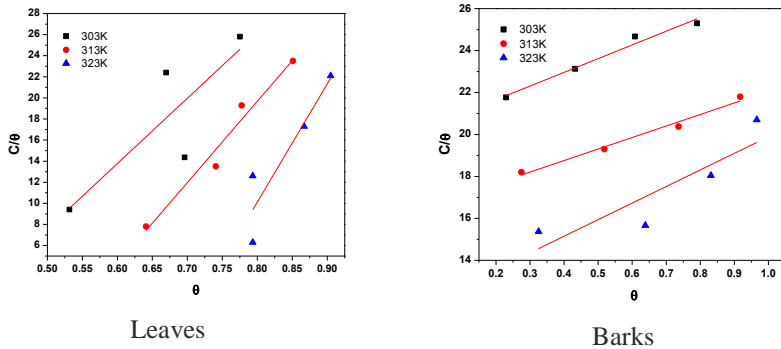 303K
313K
323K
C/θ
28
26
24
22
20
18
16
14
12
10
8
6
0.50 0.55 0.60 0.65 0.70 0.75 0.80 0.85 0.90
θ
Leaves
303K
313K
323K
C/θ
26
24
22
20
18
16
14
0.2 0.3 0.4 0.5 0.6 0.7 0.8 0.9 1.0
θ
Barks